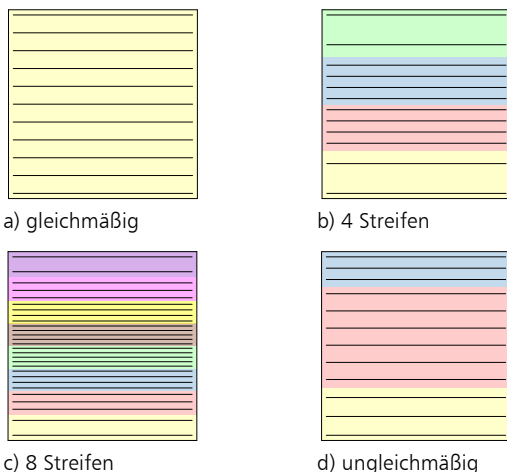 a) gleichmäßig
b) 4 Streifen
c) 8 Streifen
d) ungleichmäßig